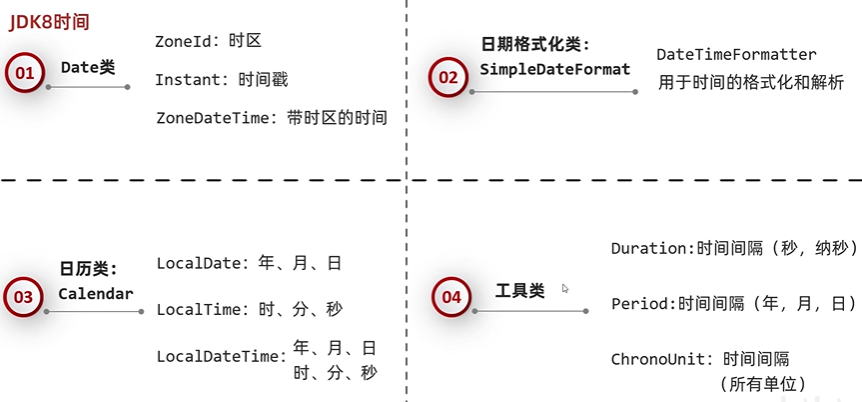 JDK8时间
01
Date类
ZoneId：时区
Instant：时间戳
ZoneDateTime：带时区的时间
02
日期格式化类：
SimpleDateFormat
DateTimeFormatter
用于时间的格式化和解析
03
日历类：
Calendar
LocalDate：年、月、日
LocalTime：时、分、秒
LocalDateTime：年、月、日
时、分、秒
04
工具类
Duration:时间间隔（秒，纳秒）
Period:时间间隔（年，月，日）
ChronoUnit：时间间隔
（所有单位）